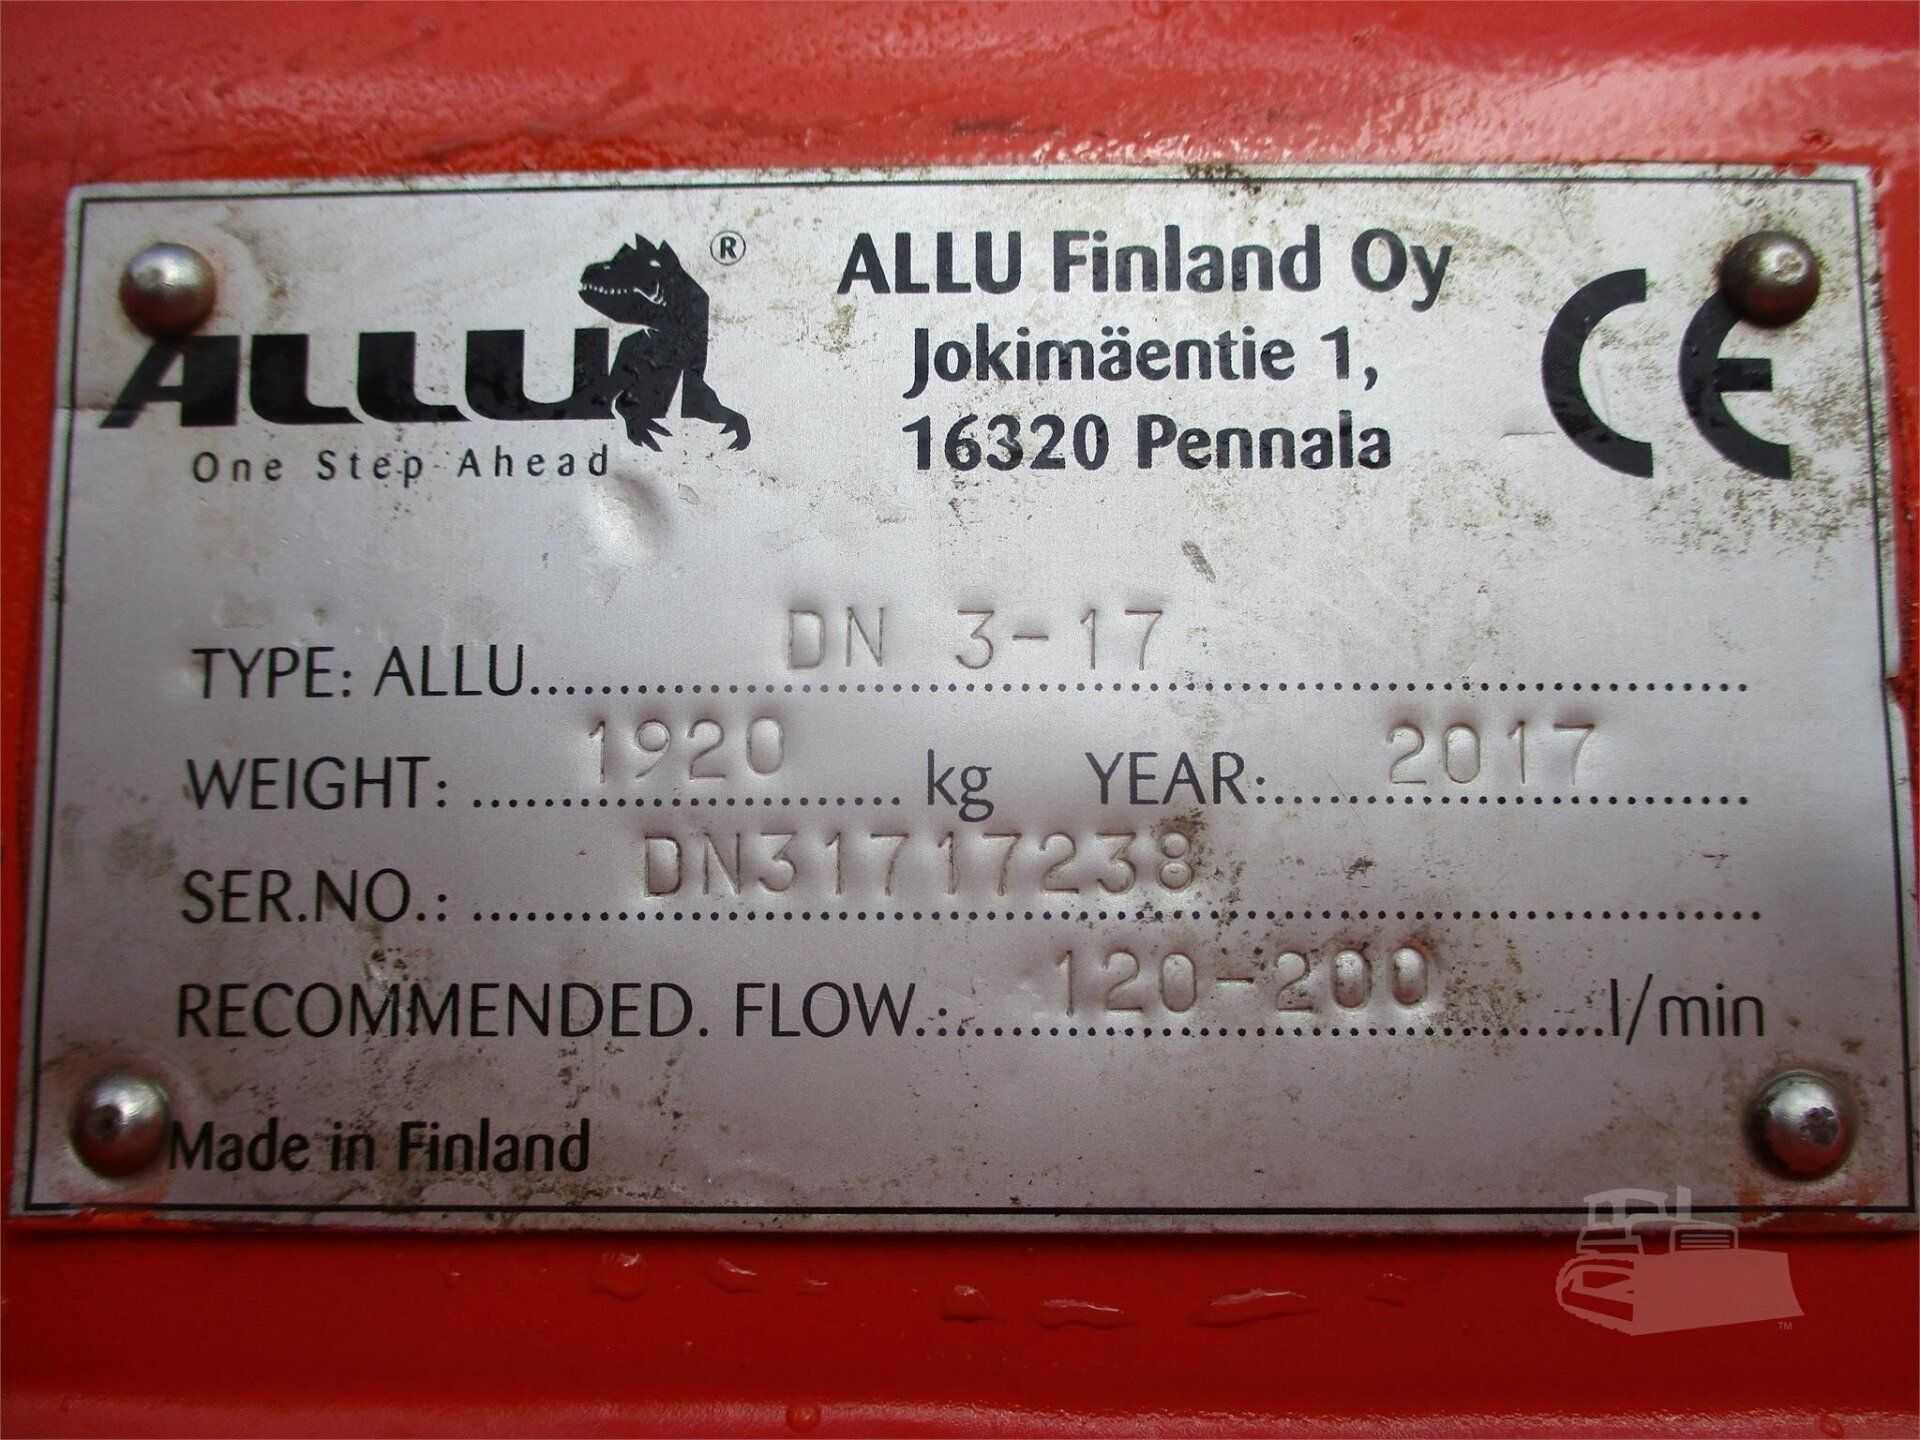 ALLU ®
One Step Ahead
ALLU Finland Oy
Jokimäentie 1,
16320 Pennala
CE
TYPE: ALLU DN 3-17
WEIGHT: 1920 kg YEAR: 2017
SER.NO.: DN31717238
RECOMMENDED. FLOW.: 120-200 l/min
Made in Finland
TM